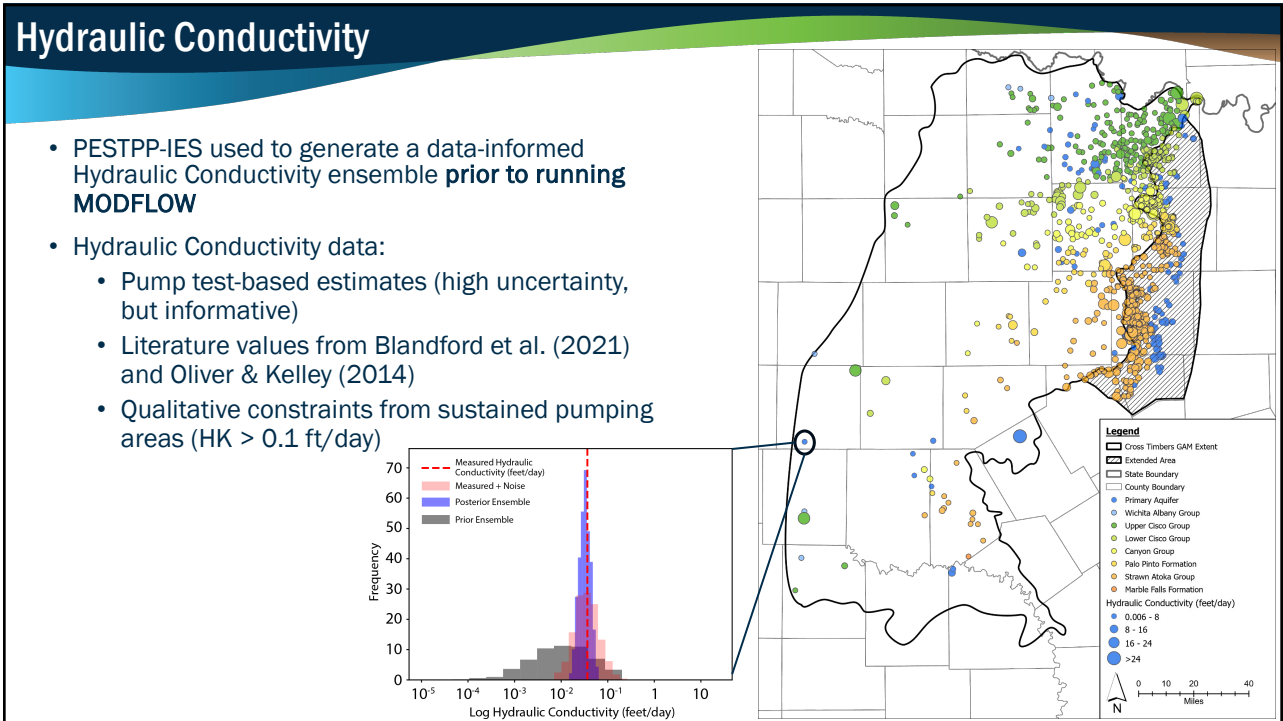 Hydraulic Conductivity
• PESTPP-IES used to generate a data-informed
Hydraulic Conductivity ensemble prior to running
MODFLOW
• Hydraulic Conductivity data:
• Pump test-based estimates (high uncertainty,
but informative)
• Literature values from Blandford et al. (2021)
and Oliver & Kelley (2014)
• Qualitative constraints from sustained pumping
areas (HK > 0.1 ft/day)
Measured Hydraulic
Conductivity (feet/day)
Measured + Noise
Posterior Ensemble
Prior Ensemble
Frequency
70
60
50
40
30
20
10
0
10⁻⁵ 10⁻⁴ 10⁻³ 10⁻² 10⁻¹ 1 10
Log Hydraulic Conductivity (feet/day)
Legend
Cross Timbers GAM Extent
Extended Area
State Boundary
County Boundary
Primary Aquifer
Wichita Albany Group
Upper Cisco Group
Lower Cisco Group
Canyon Group
Palo Pinto Formation
Strawn Atoka Group
Marble Falls Formation
Hydraulic Conductivity (feet/day)
0.006 - 8
8 - 16
16 - 24
>24
N
0 10 20 40
Miles